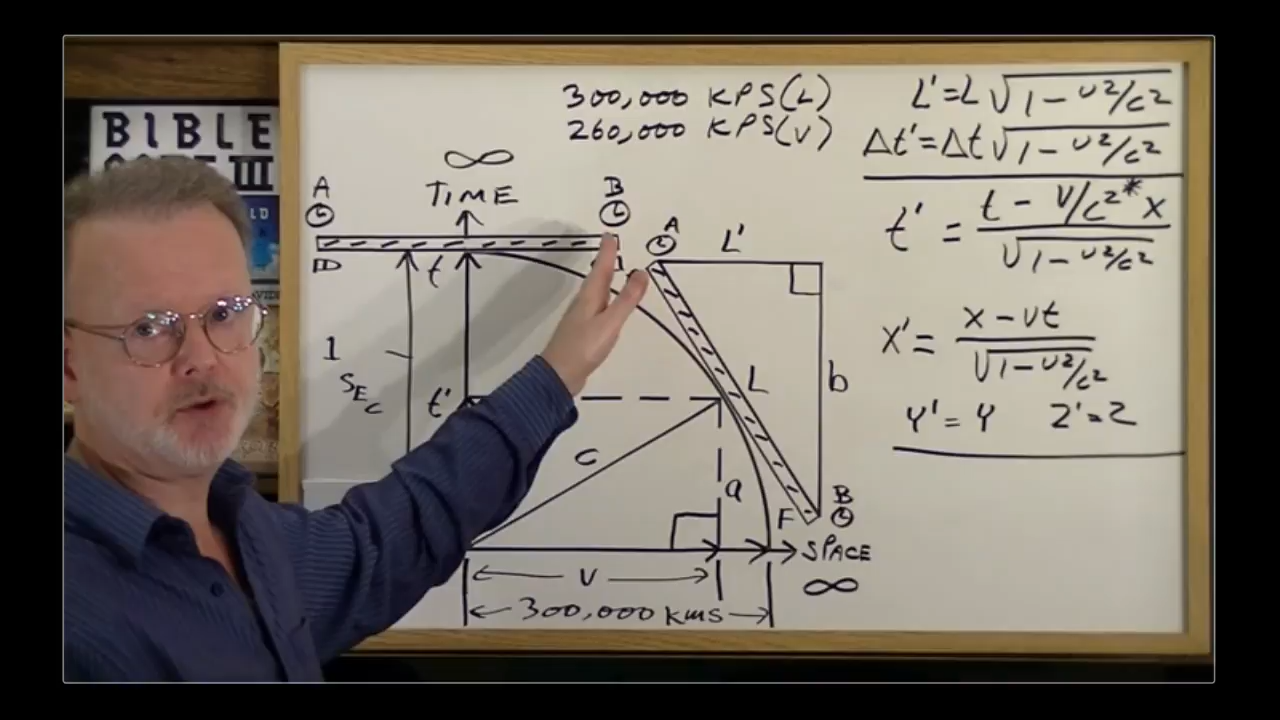 BIBLE
III
300,000 KPS(L)
260,000 KPS(V)
∞
TIME
A
B
t
1 SEC
t'
C
V
300,000 kms
a
A
L'
L
b
F
B
SPACE
∞
L'=L√1-v²/c²
Δt'=Δt√1-v²/c²
t' = t - V/c²* X / √1-v²/c²
X' = X - vt / √1-v²/c²
Y' = Y Z' = Z